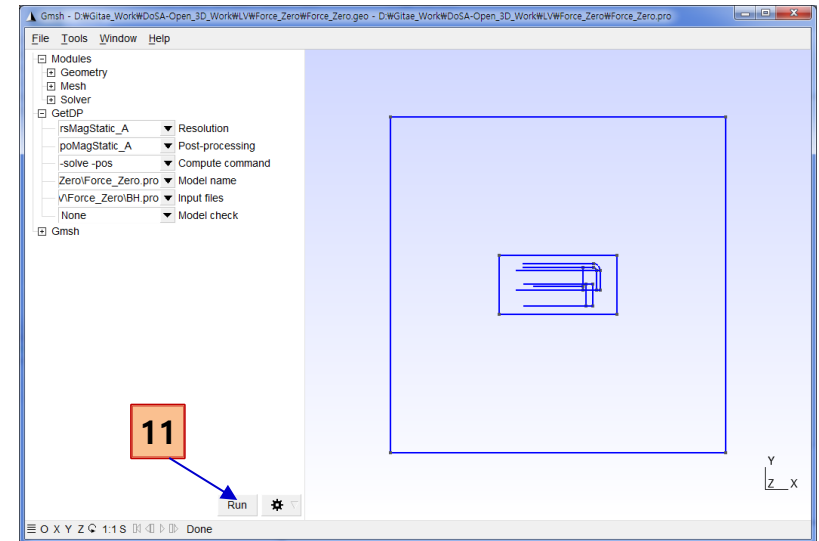 Gmsh - D:₩Gitae_Work₩DoSA-Open_3D_Work₩LV₩Force_Zero₩Force_Zero.geo - D:₩Gitae_Work₩DoSA-Open_3D_Work₩LV₩Force_Zero₩Force_Zero.pro
File Tools Window Help
Modules
Geometry
Mesh
Solver
GetDP
rsMagStatic_A Resolution
poMagStatic_A Post-processing
-solve -pos Compute command
Zero\Force_Zero.pro Model name
\Force_Zero\BH.pro Input files
None Model check
Gmsh
11
Y
Z X
Run
O X Y Z 1:1 S Done